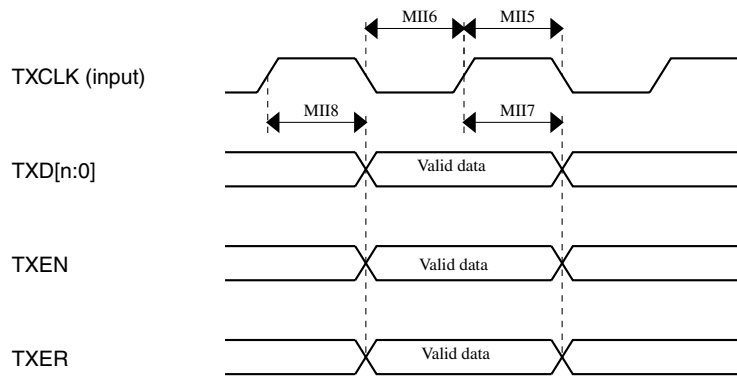 MII6 MII5
TXCLK (input)
MII8 MII7
TXD[n:0] Valid data
TXEN Valid data
TXER Valid data